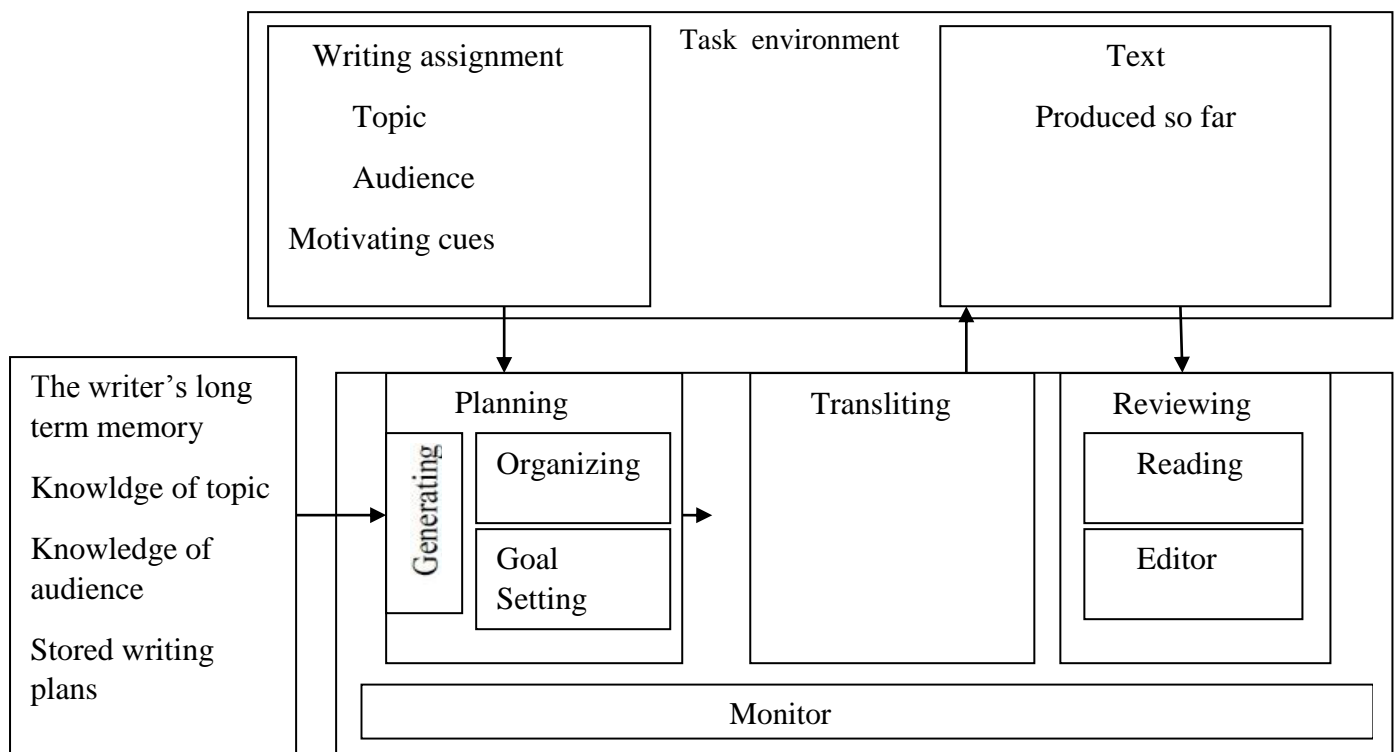 Task environment
Writing assignment
Topic
Audience
Motivating cues
Text
Produced so far
The writer’s long
term memory
Knowldge of topic
Knowledge of
audience
Stored writing
plans
Planning
Generating
Organizing
Goal
Setting
Transliting
Reviewing
Reading
Editor
Monitor